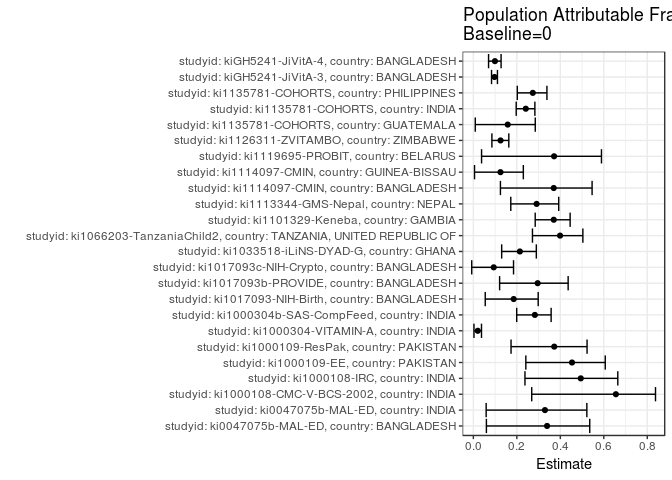 Population Attributable Fra
Baseline=0
studyid: kiGH5241-JiVitA-4, country: BANGLADESH
studyid: kiGH5241-JiVitA-3, country: BANGLADESH
studyid: ki1135781-COHORTS, country: PHILIPPINES
studyid: ki1135781-COHORTS, country: INDIA
studyid: ki1135781-COHORTS, country: GUATEMALA
studyid: ki1126311-ZVITAMBO, country: ZIMBABWE
studyid: ki1119695-PROBIT, country: BELARUS
studyid: ki1114097-CMIN, country: GUINEA-BISSAU
studyid: ki1114097-CMIN, country: BANGLADESH
studyid: ki1113344-GMS-Nepal, country: NEPAL
studyid: ki1101329-Keneba, country: GAMBIA
studyid: ki1066203-TanzaniaChild2, country: TANZANIA, UNITED REPUBLIC OF
studyid: ki1033518-iLiNS-DYAD-G, country: GHANA
studyid: ki1017093c-NIH-Crypto, country: BANGLADESH
studyid: ki1017093b-PROVIDE, country: BANGLADESH
studyid: ki1017093-NIH-Birth, country: BANGLADESH
studyid: ki1000304b-SAS-CompFeed, country: INDIA
studyid: ki1000304-VITAMIN-A, country: INDIA
studyid: ki1000109-ResPak, country: PAKISTAN
studyid: ki1000109-EE, country: PAKISTAN
studyid: ki1000108-IRC, country: INDIA
studyid: ki1000108-CMC-V-BCS-2002, country: INDIA
studyid: ki0047075b-MAL-ED, country: INDIA
studyid: ki0047075b-MAL-ED, country: BANGLADESH
0.0 0.2 0.4 0.6 0.8
Estimate